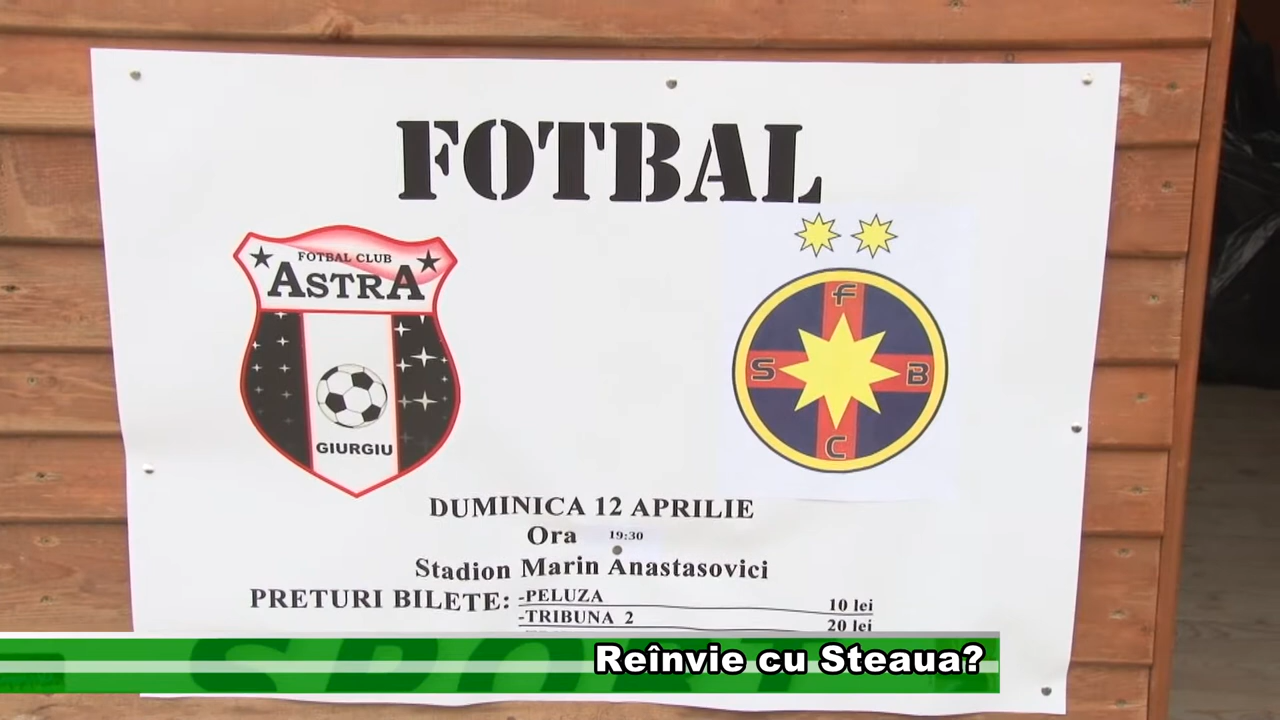 FOTBAL
FOTBAL CLUB
ASTRA
GIURGIU
F
S B
C
DUMINICA 12 APRILIE
Ora 19:30
Stadion Marin Anastasovici
PRETURI BILETE: -PELUZA 10 lei
-TRIBUNA 2 20 lei
SPORT
Reînvie cu Steaua?